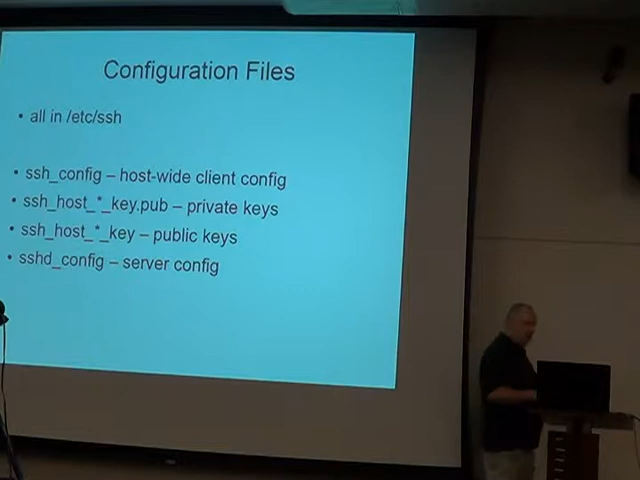 Configuration Files
• all in /etc/ssh
• ssh_config – host-wide client config
• ssh_host_*_key.pub – private keys
• ssh_host_*_key – public keys
• sshd_config – server config